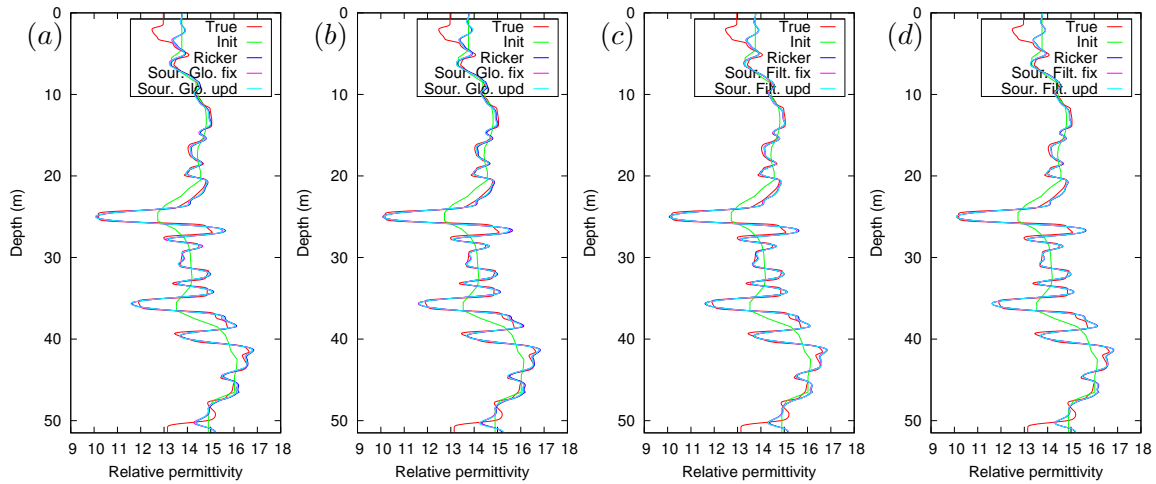 (a)
0
10
20
30
40
50
Depth (m)
True
Init
Ricker
Sour. Glo. fix
Sour. Glo. upd
9 10 11 12 13 14 15 16 17 18
Relative permittivity
(b)
0
10
20
30
40
50
Depth (m)
True
Init
Ricker
Sour. Glo. fix
Sour. Glo. upd
9 10 11 12 13 14 15 16 17 18
Relative permittivity
(c)
0
10
20
30
40
50
Depth (m)
True
Init
Ricker
Sour. Filt. fix
Sour. Filt. upd
9 10 11 12 13 14 15 16 17 18
Relative permittivity
(d)
0
10
20
30
40
50
Depth (m)
True
Init
Ricker
Sour. Filt. fix
Sour. Filt. upd
9 10 11 12 13 14 15 16 17 18
Relative permittivity